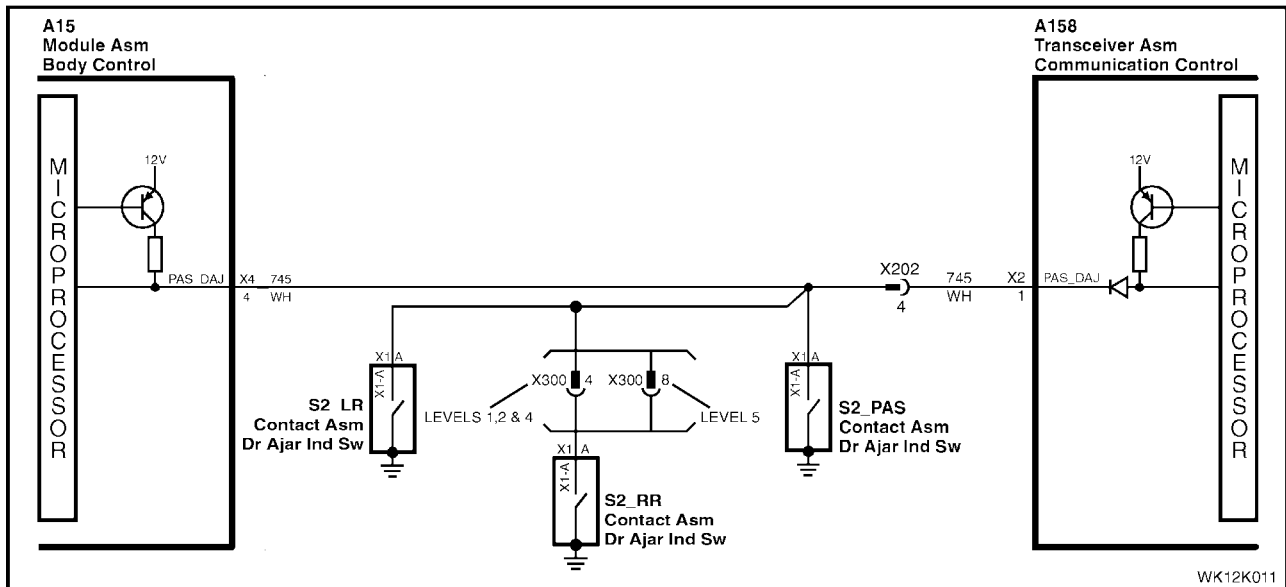 A15
Module Asm
Body Control
A158
Transceiver Asm
Communication Control
MICROPROCESSOR
12V
PAS_DAJ
X4
4
745
WH
X202
4
745
WH
X2
1
PAS_DAJ
12V
MICROPROCESSOR
X1 A
X1-A
S2_LR
Contact Asm
Dr Ajar Ind Sw
LEVELS 1,2 & 4
X300 4
X300 8
LEVEL 5
X1 A
X1-A
S2_RR
Contact Asm
Dr Ajar Ind Sw
X1 A
X1-A
S2_PAS
Contact Asm
Dr Ajar Ind Sw
WK12K011